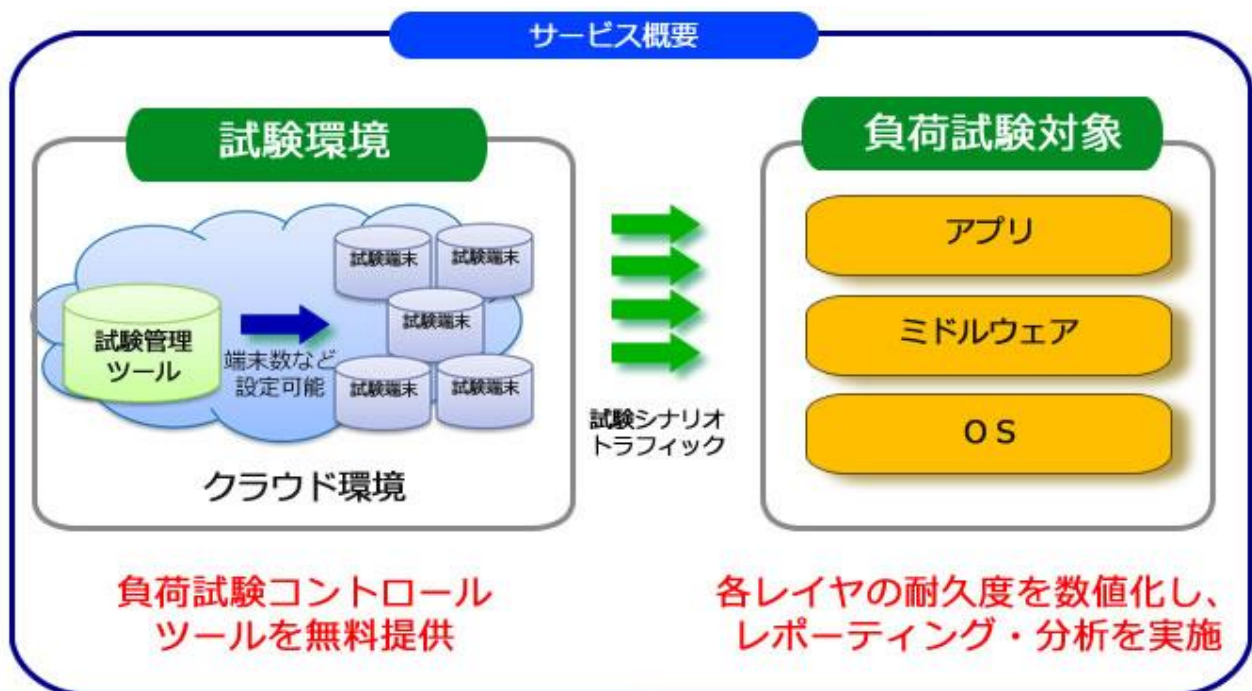 サービス概要
試験環境
試験端末
試験端末
試験端末
試験端末
試験端末
試験管理
ツール
端末数など
設定可能
クラウド環境
試験シナリオ
トラフィック
負荷試験対象
アプリ
ミドルウェア
ＯＳ
負荷試験コントロール
ツールを無料提供
各レイヤの耐久度を数値化し、
レポーティング・分析を実施